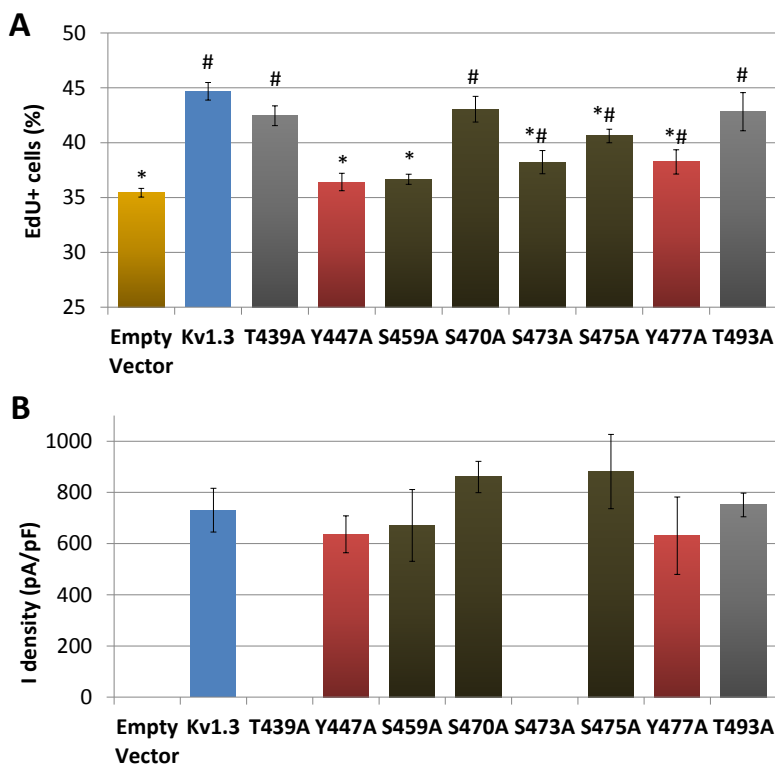 A
50
45
40
35
30
25
EdU+ cells (%)
* # # * * # *# *# *# #
Empty Vector Kv1.3 T439A Y447A S459A S470A S473A S475A Y477A T493A
B
1000
800
600
400
200
0
I density (pA/pF)
Empty Vector Kv1.3 T439A Y447A S459A S470A S473A S475A Y477A T493A